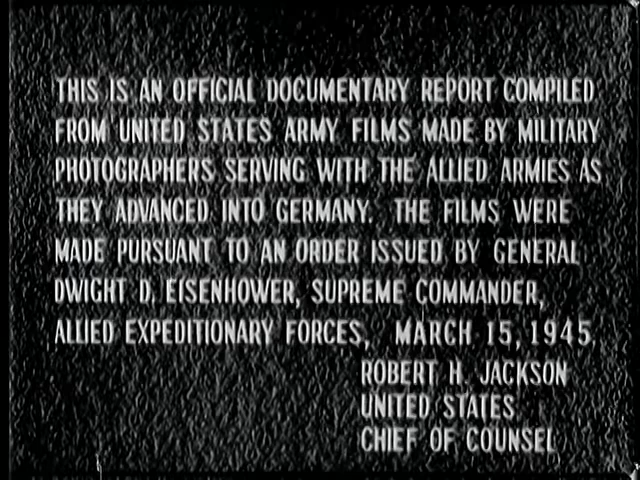 THIS IS AN OFFICIAL DOCUMENTARY REPORT COMPILED
FROM UNITED STATES ARMY FILMS MADE BY MILITARY
PHOTOGRAPHERS SERVING WITH THE ALLIED ARMIES AS
THEY ADVANCED INTO GERMANY. THE FILMS WERE
MADE PURSUANT TO AN ORDER ISSUED BY GENERAL
DWIGHT D. EISENHOWER, SUPREME COMMANDER,
ALLIED EXPEDITIONARY FORCES, MARCH 15, 1945.
ROBERT H. JACKSON
UNITED STATES
CHIEF OF COUNSEL